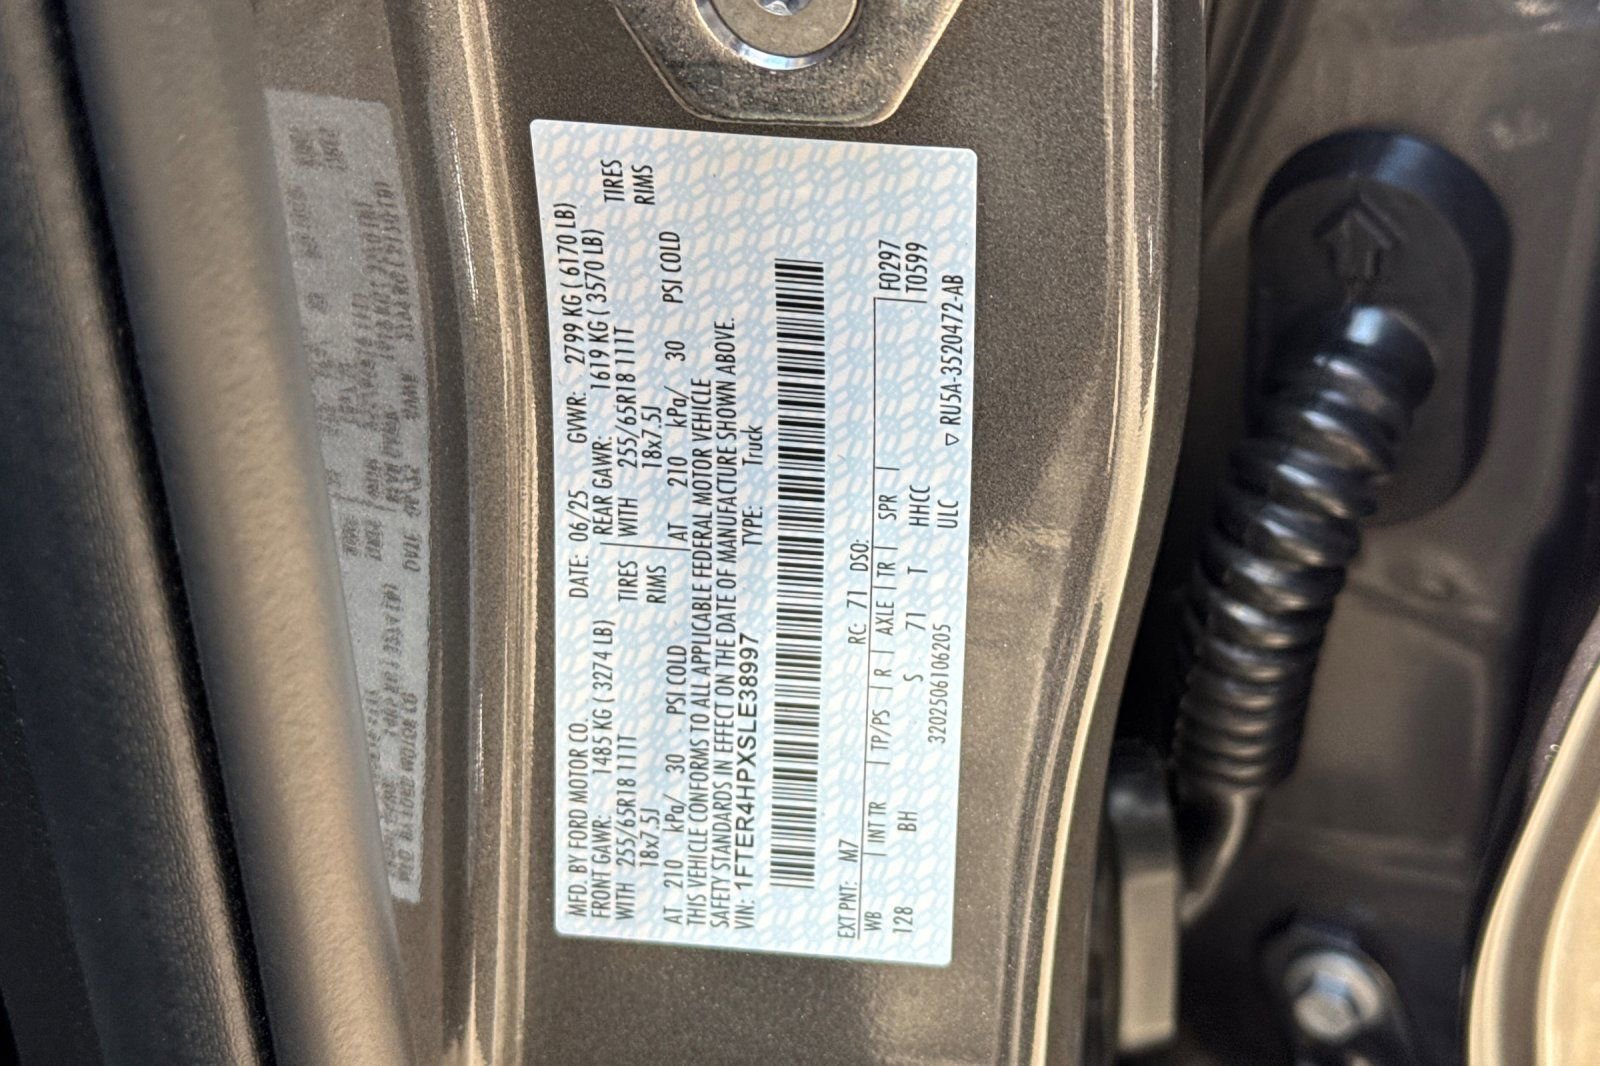 MFD. BY FORD MOTOR CO. DATE: 06/25 GVWR: 2799 KG ( 6170 LB)
FRONT GAWR: 1485 KG ( 3274 LB) REAR GAWR: 1619 KG ( 3570 LB)
WITH 255/65R18 111T TIRES WITH 255/65R18 111T TIRES
18x7.5J RIMS 18x7.5J RIMS
AT 210 kPa/ 30 PSI COLD AT 210 kPa/ 30 PSI COLD
THIS VEHICLE CONFORMS TO ALL APPLICABLE FEDERAL MOTOR VEHICLE
SAFETY STANDARDS IN EFFECT ON THE DATE OF MANUFACTURE SHOWN ABOVE.
VIN: 1FTER4HPXSLE38997 TYPE: Truck
EXT PNT: M7 RC: 71 DSO:
WB INT TR TP/PS R AXLE TR SPR F0297
128 BH S 71 T HHCC T0599
3202506106205 ULC ▽ RU5A-3520472-AB